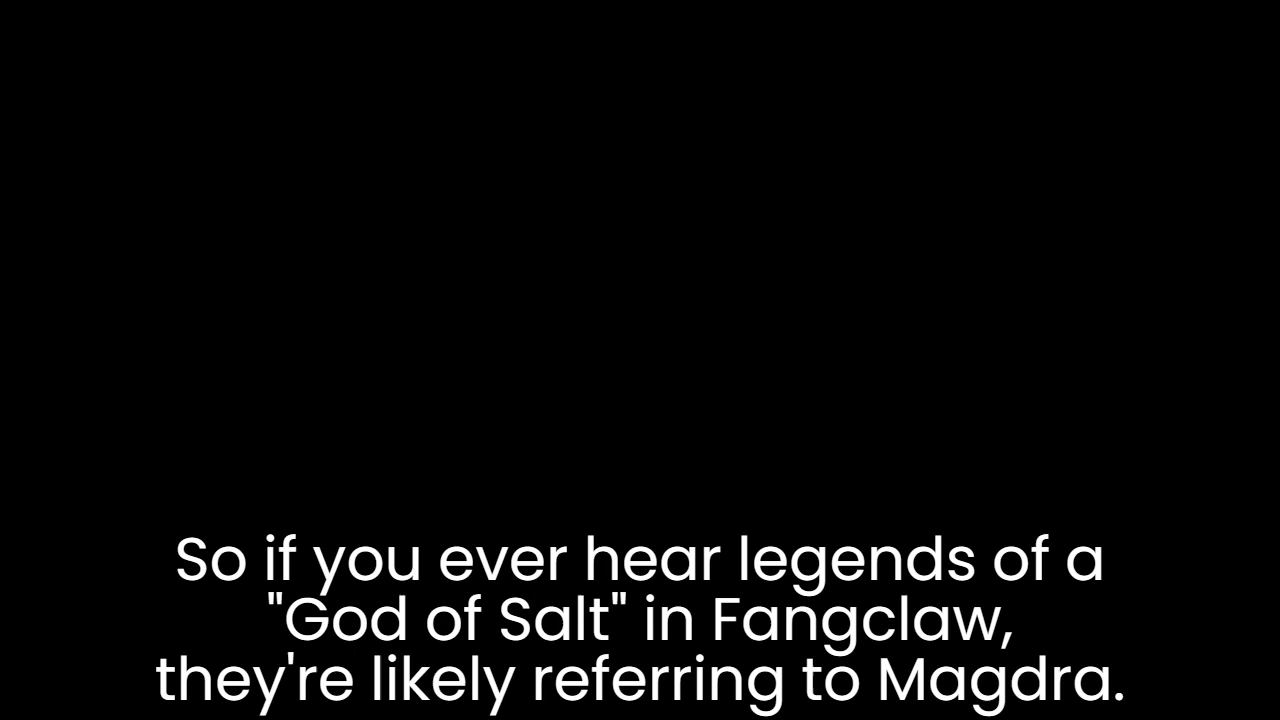 So if you ever hear legends of a
"God of Salt" in Fangclaw,
they're likely referring to Magdra.